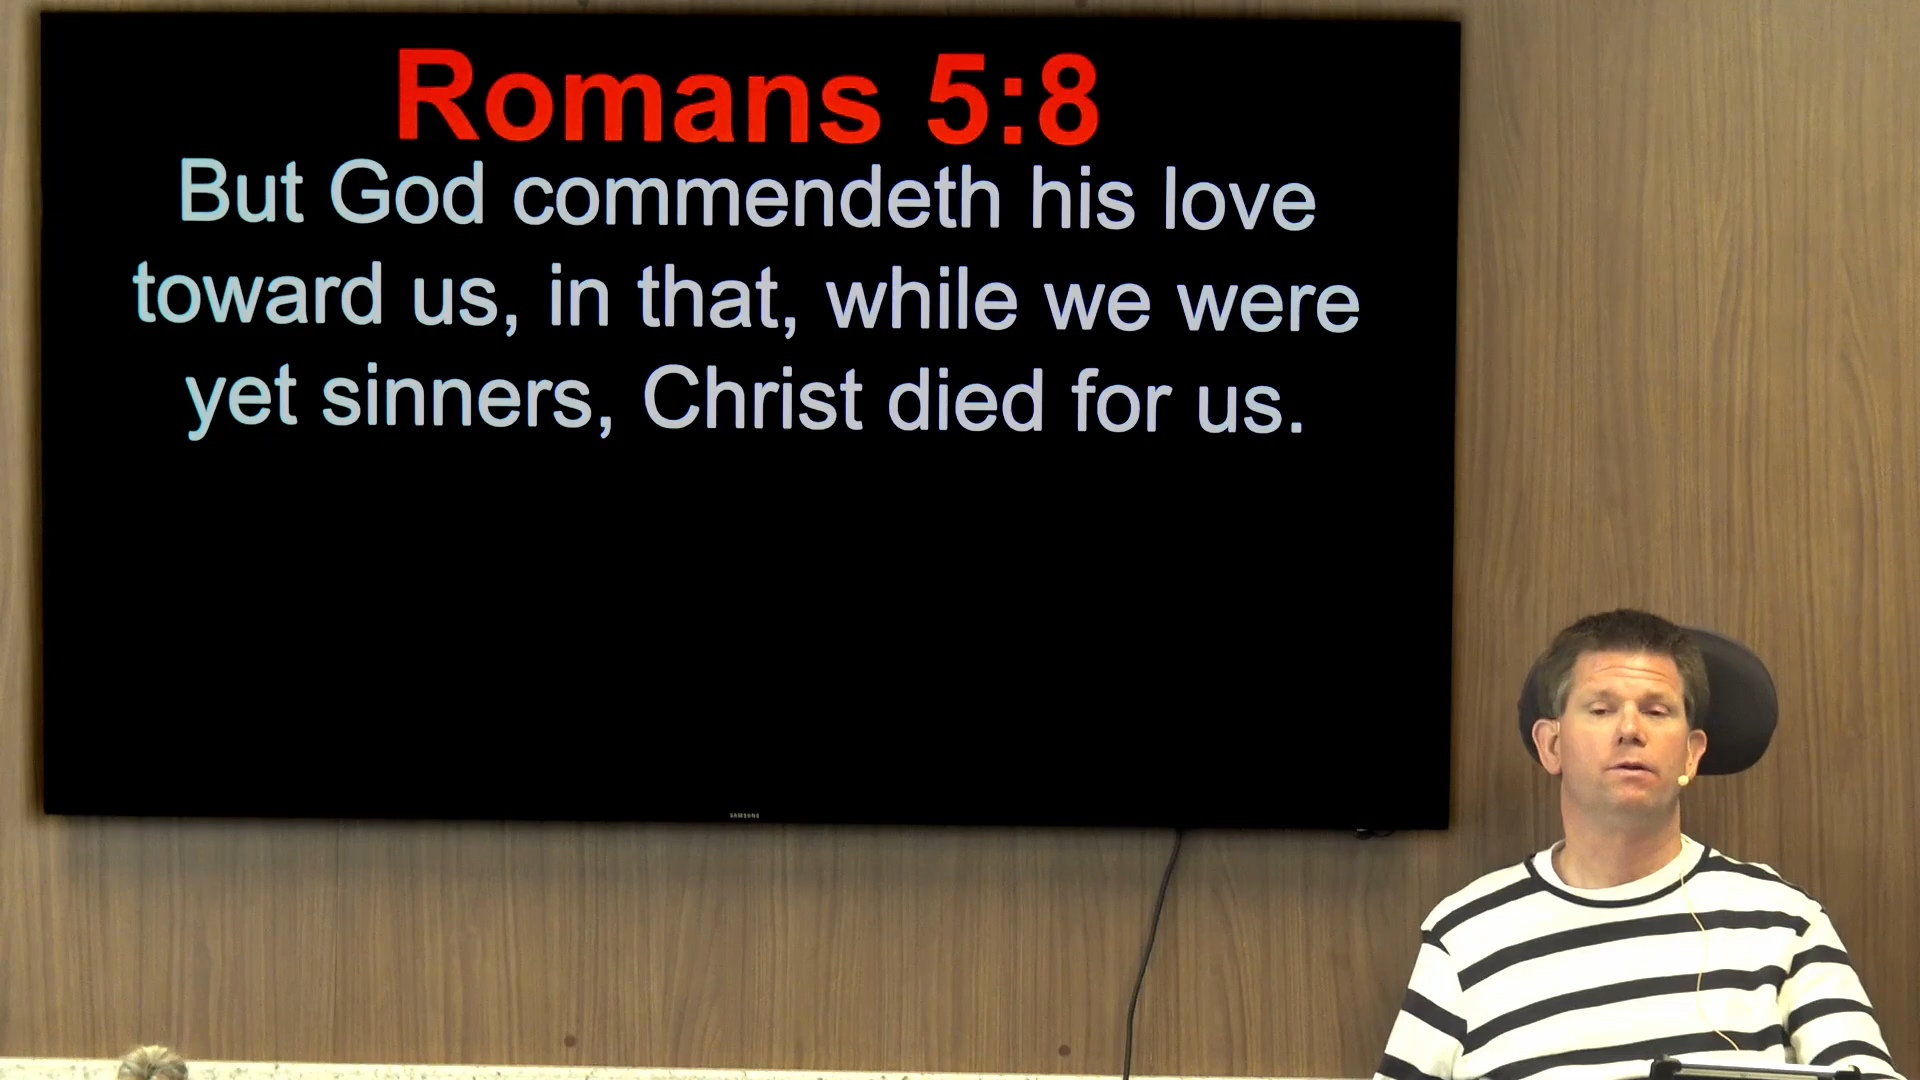 Romans 5:8
But God commendeth his love
toward us, in that, while we were
yet sinners, Christ died for us.
SAMSUNG